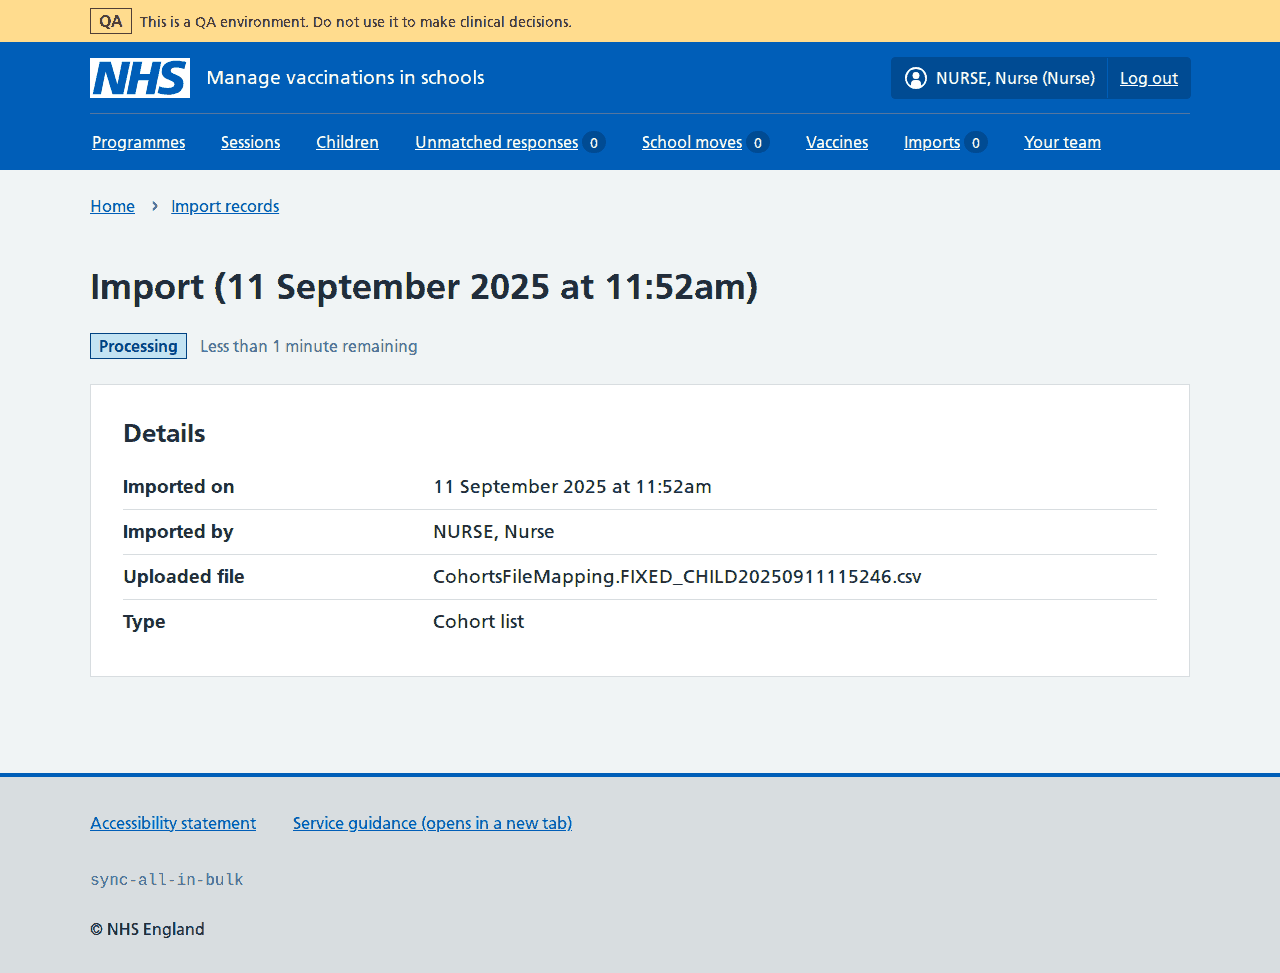 QA This is a QA environment. Do not use it to make clinical decisions.
NHS Manage vaccinations in schools NURSE, Nurse (Nurse) Log out
Programmes Sessions Children Unmatched responses 0 School moves 0 Vaccines Imports 0 Your team
Home Import records
Import (11 September 2025 at 11:52am)
Processing Less than 1 minute remaining
Details
Imported on 11 September 2025 at 11:52am
Imported by NURSE, Nurse
Uploaded file CohortsFileMapping.FIXED_CHILD20250911115246.csv
Type Cohort list
Accessibility statement Service guidance (opens in a new tab)
sync-all-in-bulk
© NHS England